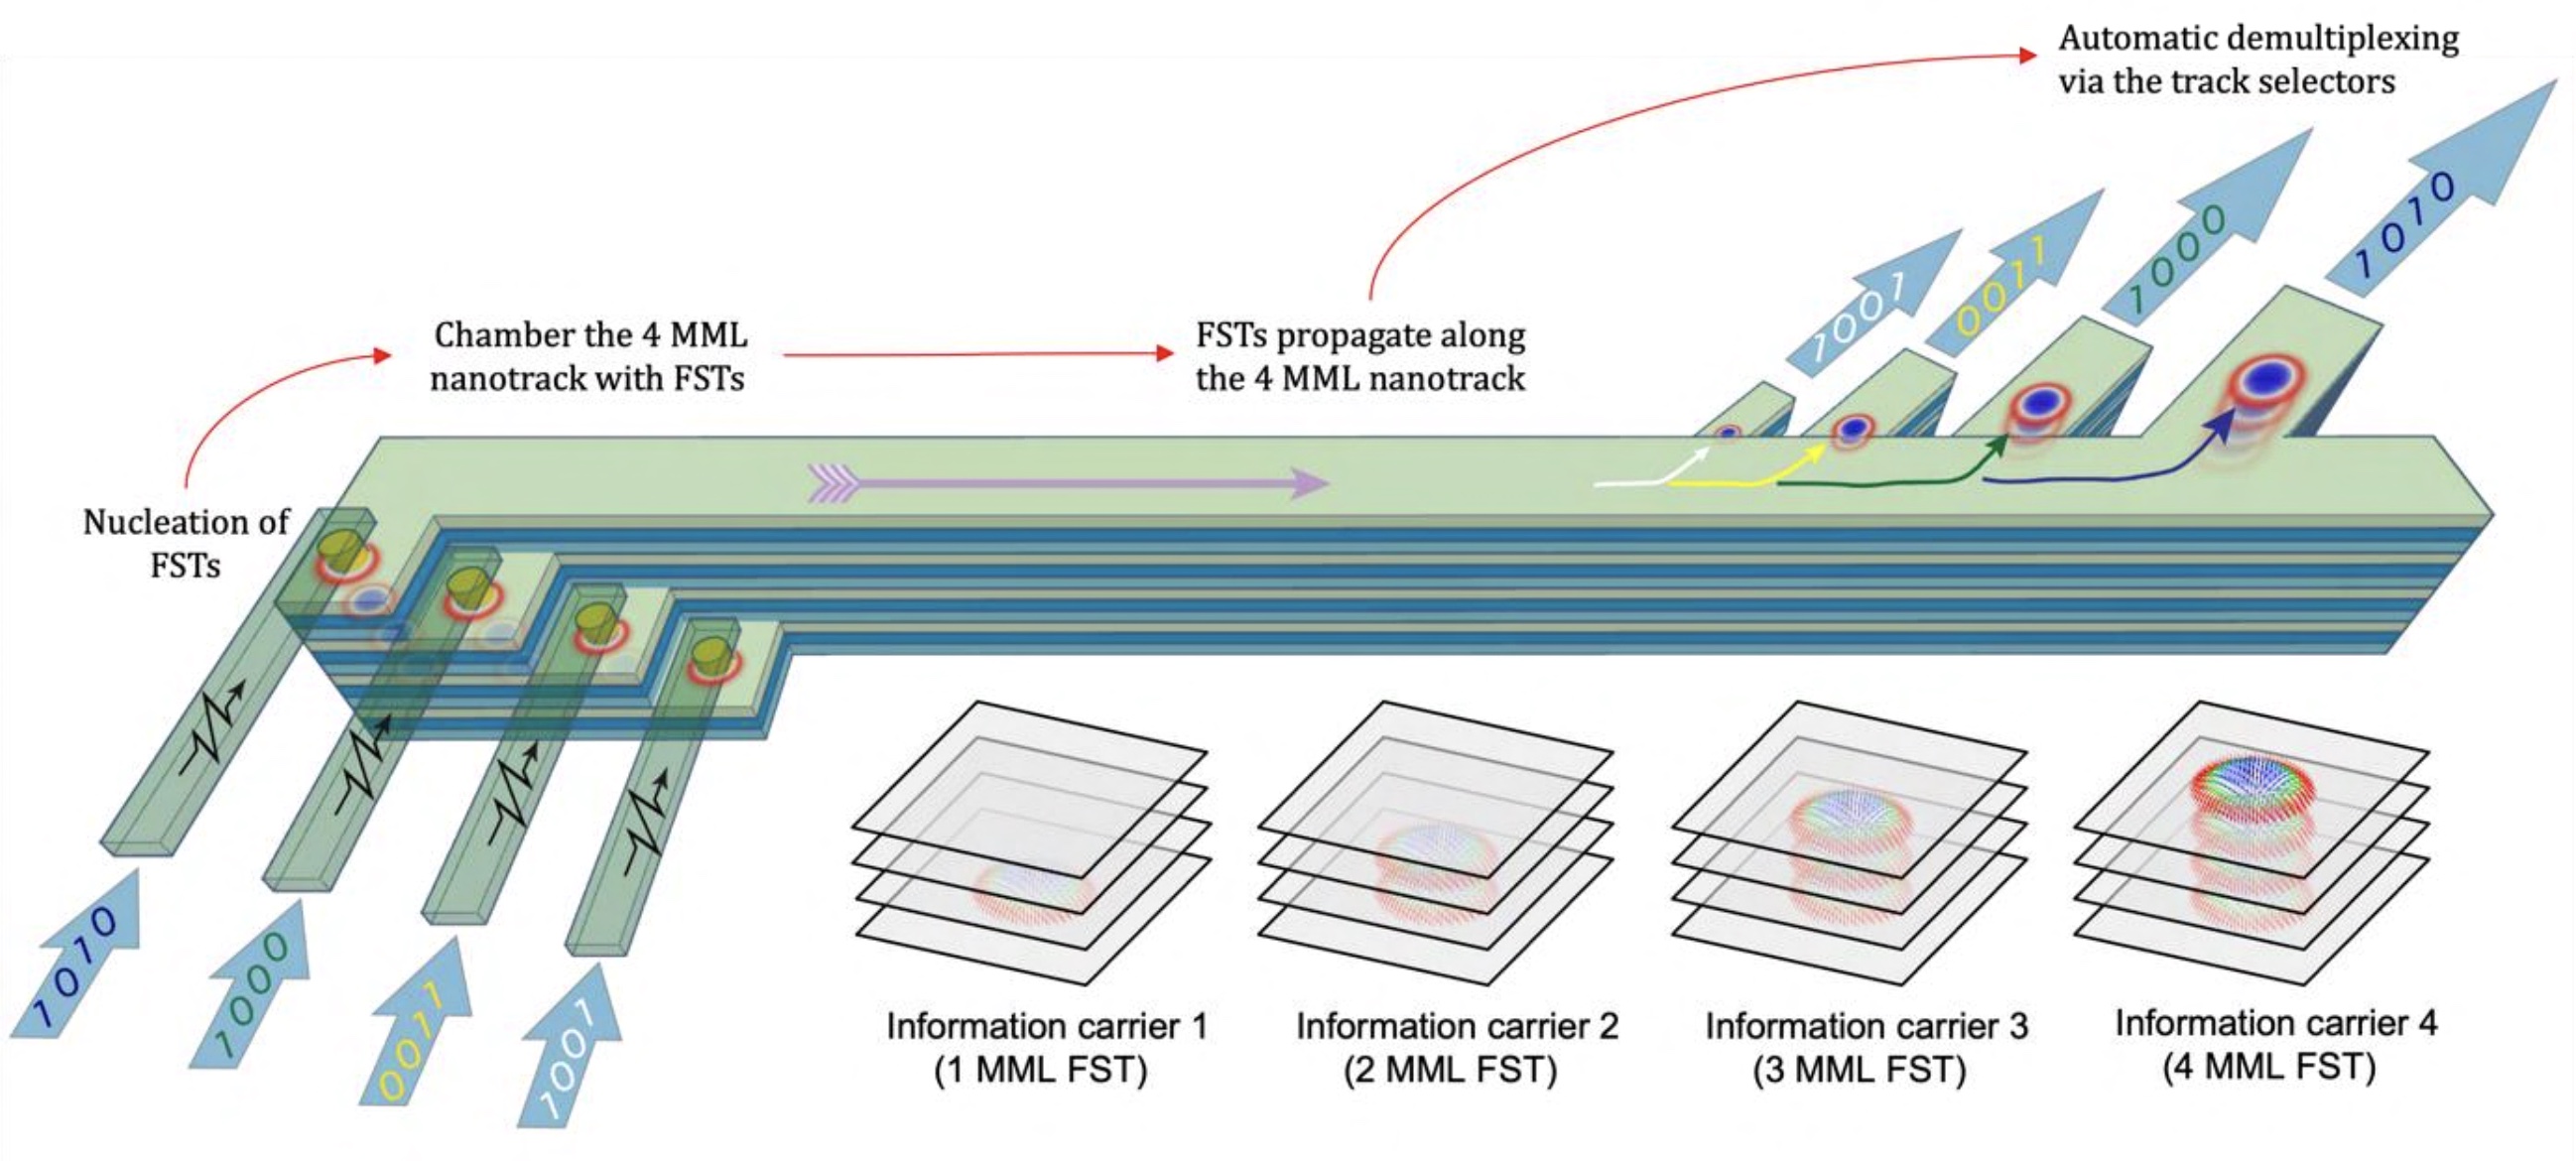 Automatic demultiplexing
via the track selectors
Chamber the 4 MML
nanotrack with FSTs
FSTs propagate along
the 4 MML nanotrack
Nucleation of
FSTs
1001
0011
1000
1010
1010
1000
0011
1001
Information carrier 1
(1 MML FST)
Information carrier 2
(2 MML FST)
Information carrier 3
(3 MML FST)
Information carrier 4
(4 MML FST)